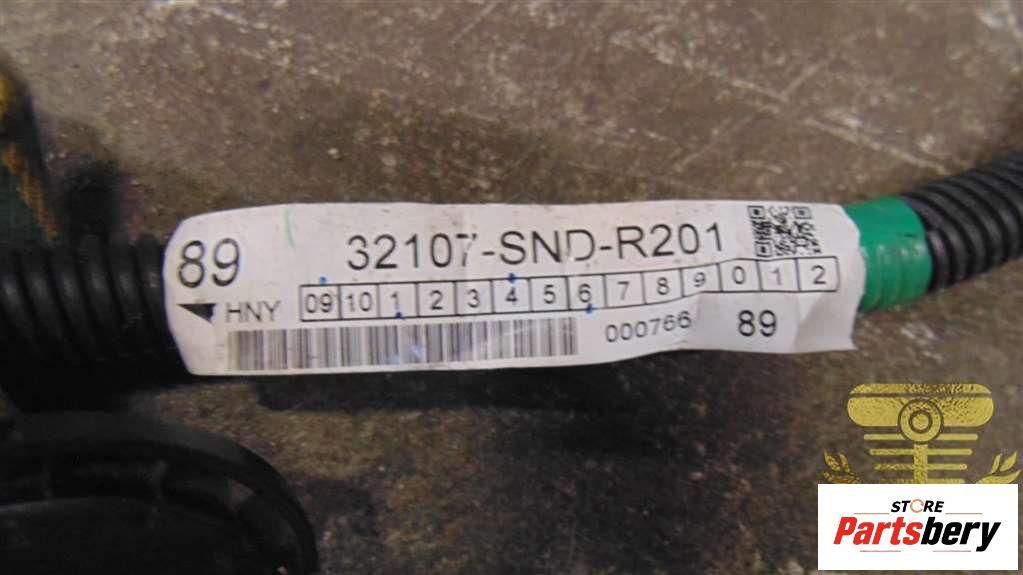 89 32107-SND-R201
HNY 09 10 1 2 3 4 5 6 7 8 9 0 1 2
000766 89
STORE
Partsbery